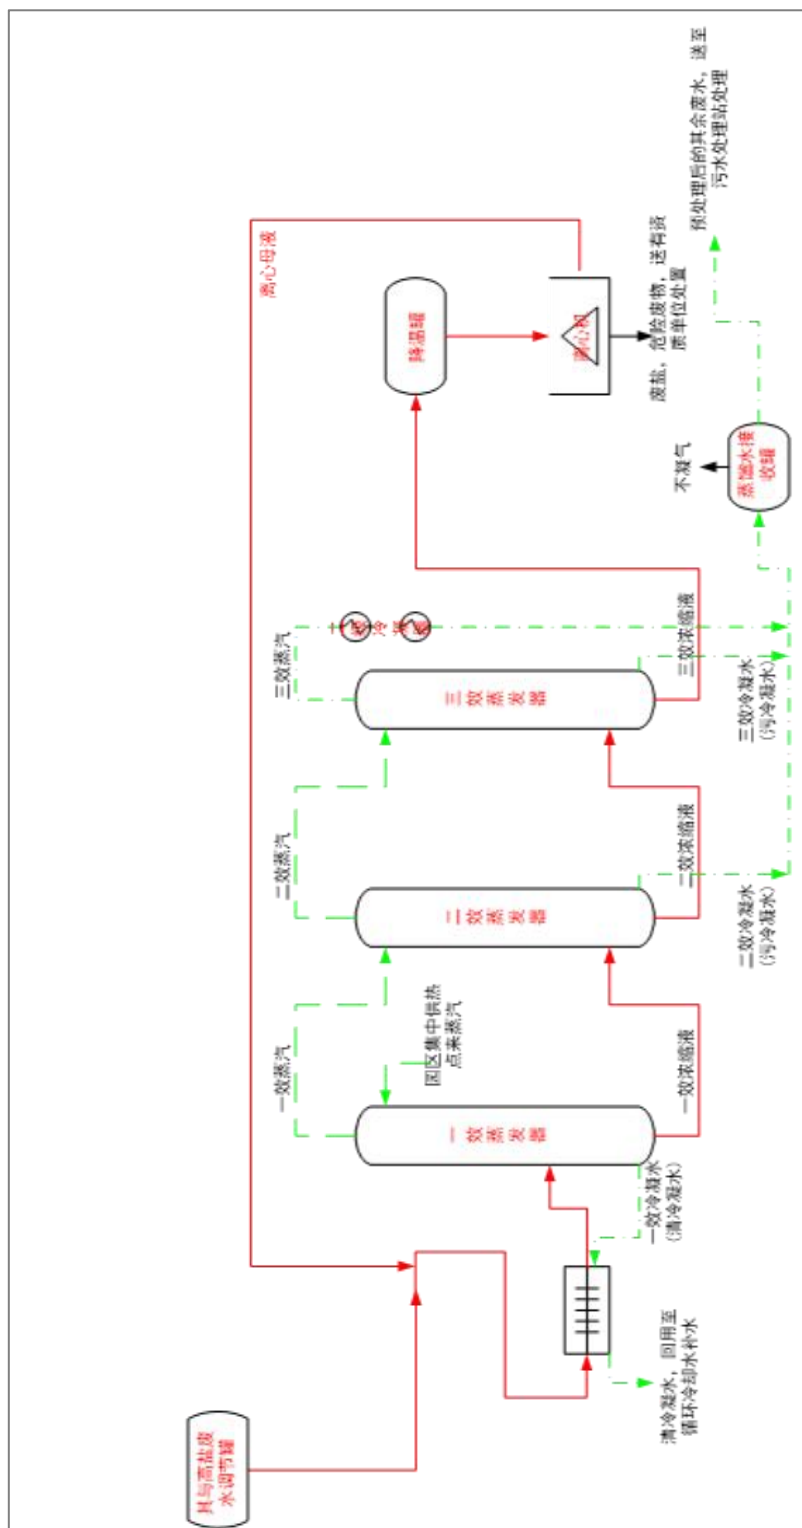 其与高盐废
水调节罐
清冷凝水，回用至
循环冷却水补水
一效冷凝水
（清冷凝水）
一效蒸发器
园区集中供热
点来蒸汽
一效蒸汽
一效浓缩液
二效蒸发器
二效蒸汽
二效浓缩液
二效冷凝水
（污冷凝水）
三效蒸发器
三效蒸汽
三效浓缩液
三效冷凝水
（污冷凝水）
冷
离心母液
降温罐
离心机
废盐，危险废物，送有资
质单位处置
不凝气
蒸馏水接
收罐
预处理后的其余废水，送至
污水处理站处理